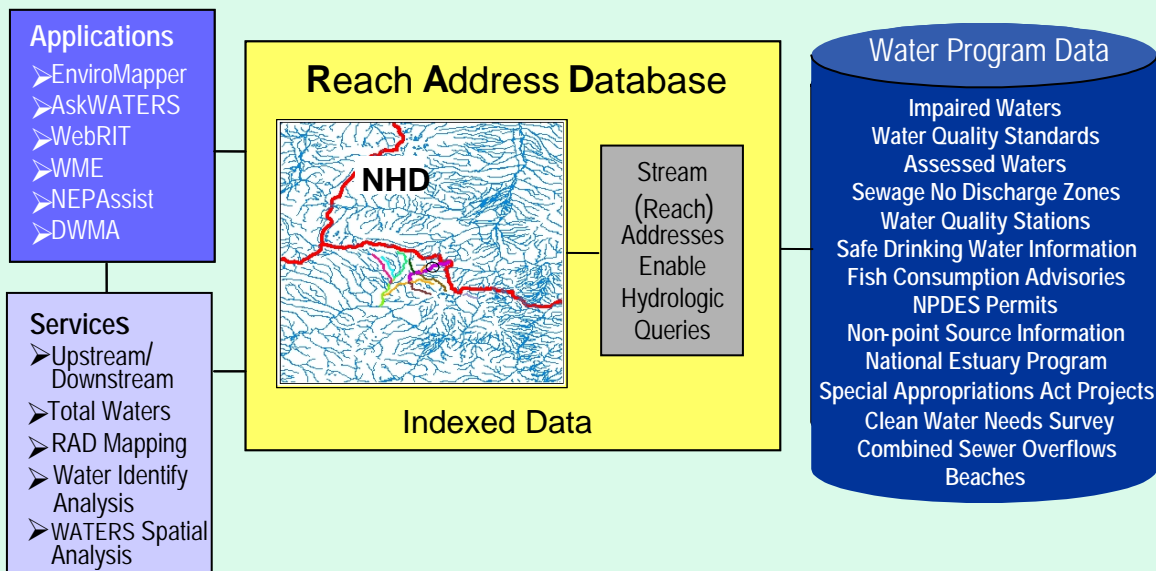 Applications
➢EnviroMapper
➢AskWATERS
➢WebRIT
➢WME
➢NEPAssist
➢DWMA
Services
➢Upstream/
Downstream
➢Total Waters
➢RAD Mapping
➢Water Identify
Analysis
➢WATERS Spatial
Analysis
Reach Address Database
NHD
Stream
(Reach)
Addresses
Enable
Hydrologic
Queries
Indexed Data
Water Program Data
Impaired Waters
Water Quality Standards
Assessed Waters
Sewage No Discharge Zones
Water Quality Stations
Safe Drinking Water Information
Fish Consumption Advisories
NPDES Permits
Non-point Source Information
National Estuary Program
Special Appropriations Act Projects
Clean Water Needs Survey
Combined Sewer Overflows
Beaches